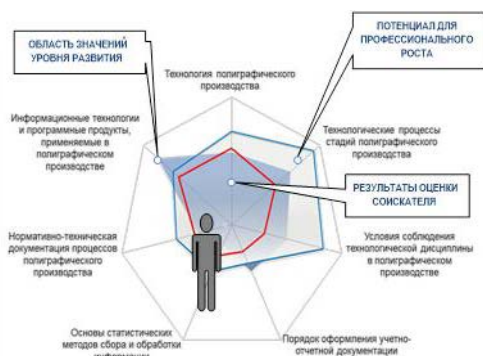 ОБЛАСТЬ ЗНАЧЕНИЙ
УРОВНЯ РАЗВИТИЯ
ПОТЕНЦИАЛ ДЛЯ
ПРОФЕССИОНАЛЬНОГО
РОСТА
Технология полиграфического
производства
Информационные технологии
и программные продукты,
применяемые в
полиграфическом
производстве
Технологические процессы
стадий полиграфического
производства
РЕЗУЛЬТАТЫ ОЦЕНКИ
СОИСКАТЕЛЯ
Нормативно-техническая
документация процессов
полиграфического
производства
Условия соблюдения
технологической дисциплины
в полиграфическом
производстве
Основы статистических
методов сбора и обработки
Порядок оформления учетно-
отчетной документации